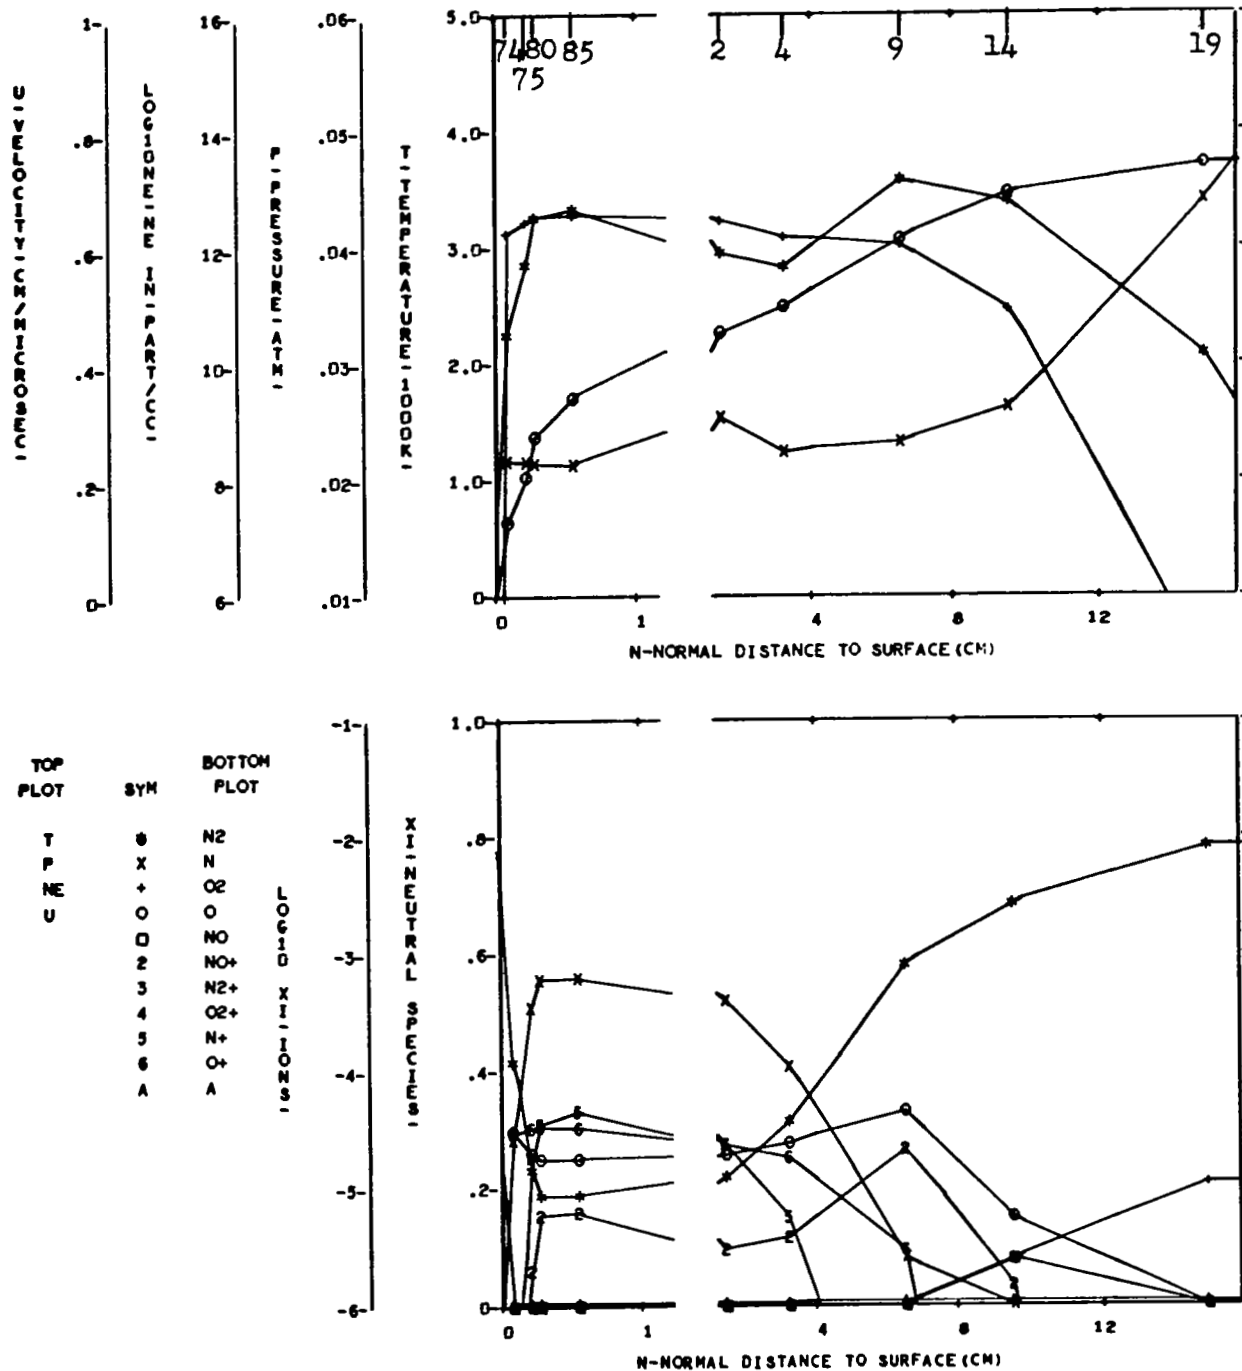 U-VELOCITY-CM/MICROSEC-
1-
.8-
.6-
.4-
.2-
0-
LOG10NE-NE IN-PART/CC-
16-
14-
12-
10-
8-
6-
P-PRESSURE-ATM-
.06-
.05-
.04-
.03-
.02-
.01-
T-TEMPERATURE-1000K-
5.0
4.0
3.0
2.0
1.0
0
74 80 85 2 4 9 14 19
75
0 1 4 8 12
N-NORMAL DISTANCE TO SURFACE(CM)
TOP PLOT SYM BOTTOM PLOT
T * N2
P X N
NE + O2
U O O
□ NO
2 NO+
3 N2+
4 O2+
5 N+
6 O+
A A
LOG10 XI-IONS-
-1-
-2-
-3-
-4-
-5-
-6-
XI-NEUTRAL SPECIES-
1.0
.8
.6
.4
.2
0
0 1 4 8 12
N-NORMAL DISTANCE TO SURFACE(CM)